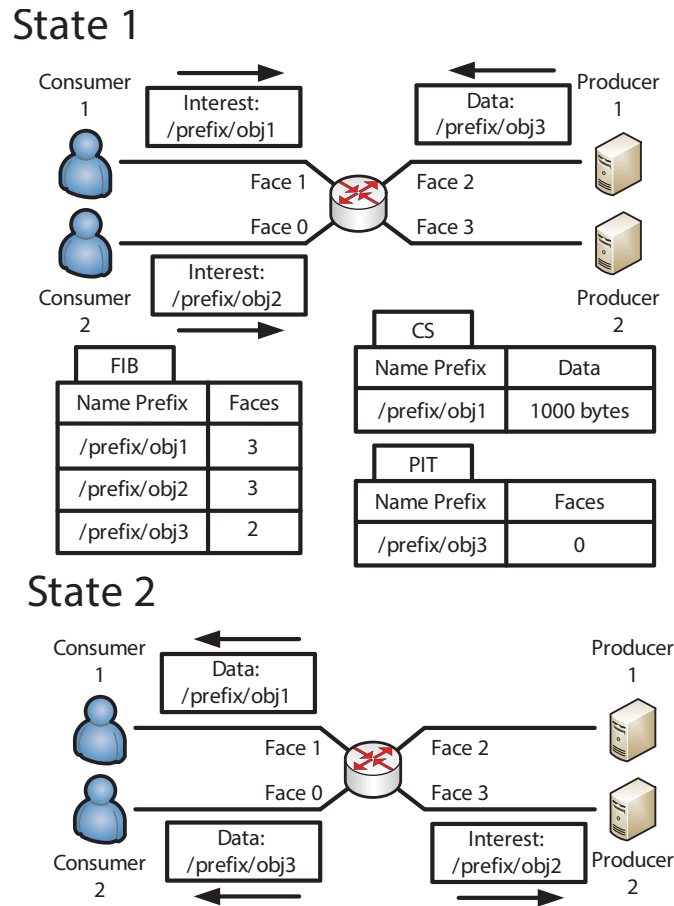 State 1
Consumer
1
Interest:
/prefix/obj1
Data:
/prefix/obj3
Producer
1
Face 1
Face 2
Face 0
Face 3
Consumer
2
Interest:
/prefix/obj2
Producer
2
FIB
Name Prefix Faces
/prefix/obj1 3
/prefix/obj2 3
/prefix/obj3 2
CS
Name Prefix Data
/prefix/obj1 1000 bytes
PIT
Name Prefix Faces
/prefix/obj3 0
State 2
Consumer
1
Data:
/prefix/obj1
Producer
1
Face 1
Face 2
Face 0
Face 3
Consumer
2
Data:
/prefix/obj3
Interest:
/prefix/obj2
Producer
2